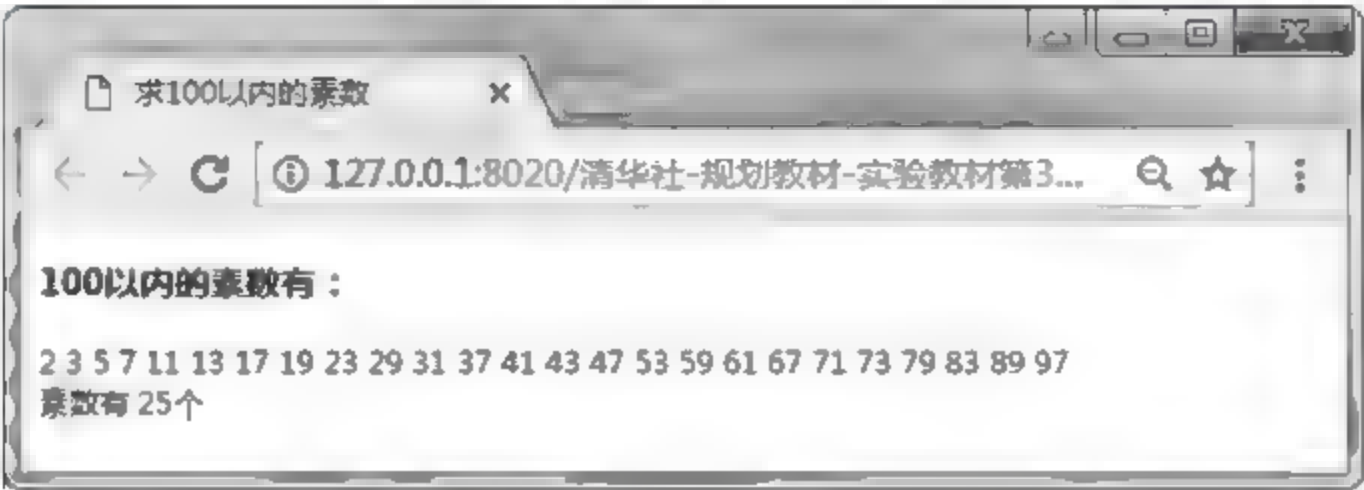 求100以内的素数
127.0.0.1:8020/清华社-规划教材-实验教材第3...
100以内的素数有：
2 3 5 7 11 13 17 19 23 29 31 37 41 43 47 53 59 61 67 71 73 79 83 89 97
素数有 25个